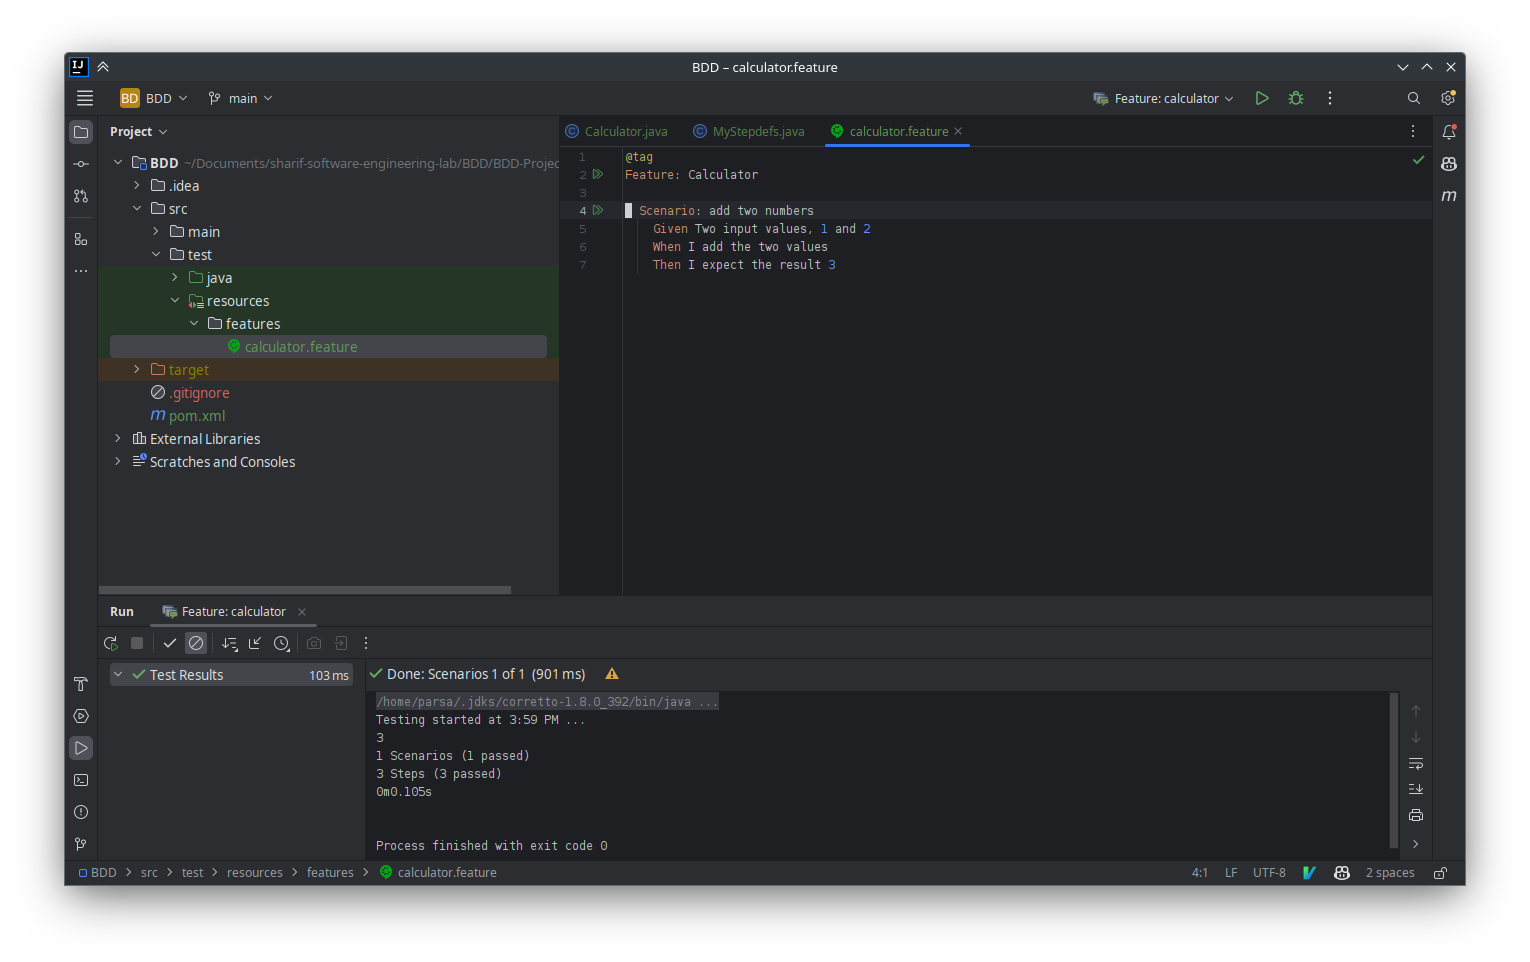 BDD – calculator.feature
BD BDD main Feature: calculator
Project
Calculator.java MyStepdefs.java calculator.feature
BDD ~/Documents/sharif-software-engineering-lab/BDD/BDD-Projec
.idea
src
main
test
java
resources
features
calculator.feature
target
.gitignore
pom.xml
External Libraries
Scratches and Consoles
1 @tag
2 Feature: Calculator
3
4 Scenario: add two numbers
5 Given Two input values, 1 and 2
6 When I add the two values
7 Then I expect the result 3
Run Feature: calculator
Test Results 103 ms
Done: Scenarios 1 of 1 (901 ms)
/home/parsa/.jdks/corretto-1.8.0_392/bin/java ...
Testing started at 3:59 PM ...
3
1 Scenarios (1 passed)
3 Steps (3 passed)
0m0.105s
Process finished with exit code 0
BDD > src > test > resources > features > calculator.feature
4:1 LF UTF-8 2 spaces